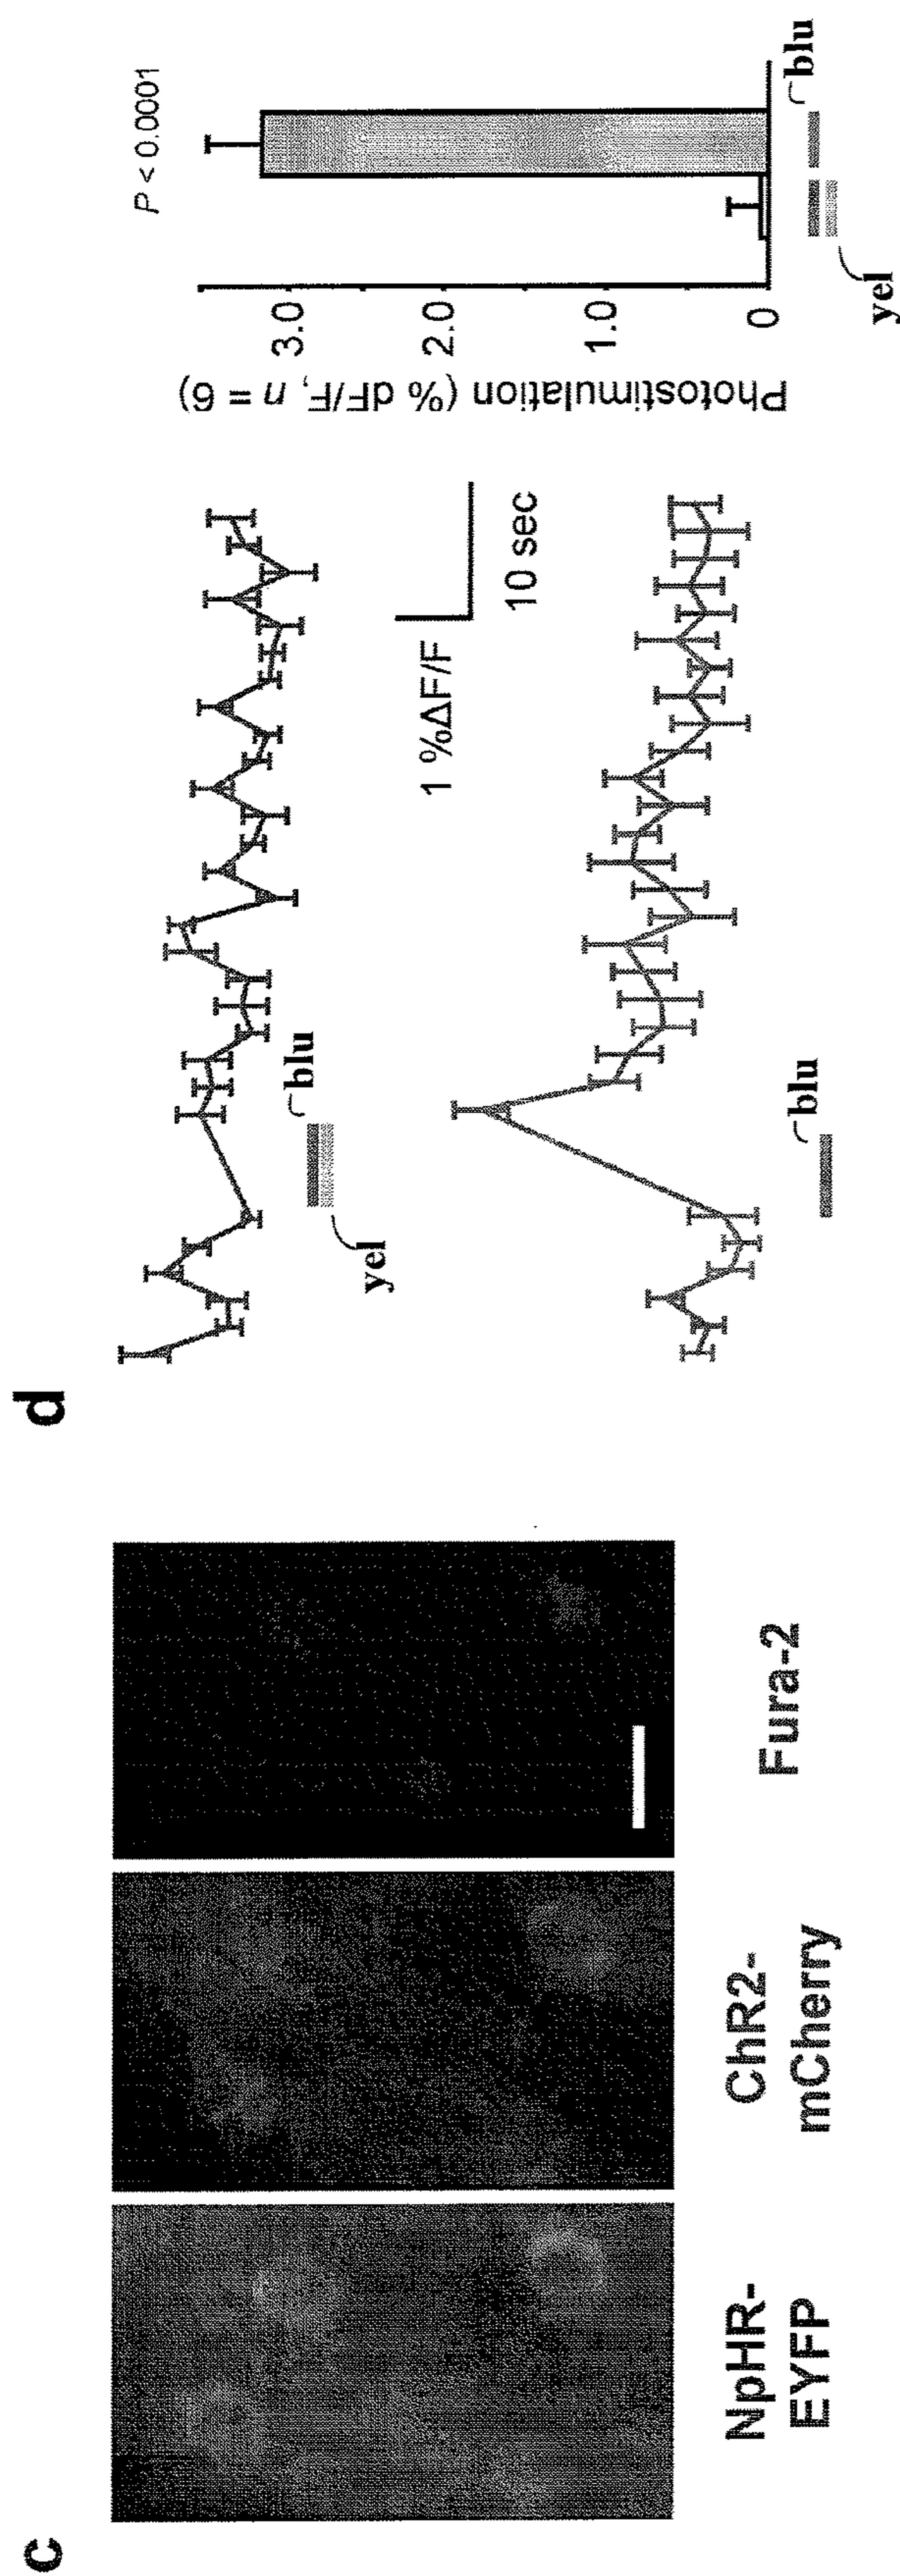 c
NpHR-
EYFP
ChR2-
mCherry
Fura-2
d
yel
blu
1 %ΔF/F
10 sec
blu
Photostimulation (% dF/F, n = 6)
3.0
2.0
1.0
0
P < 0.0001
yel
blu